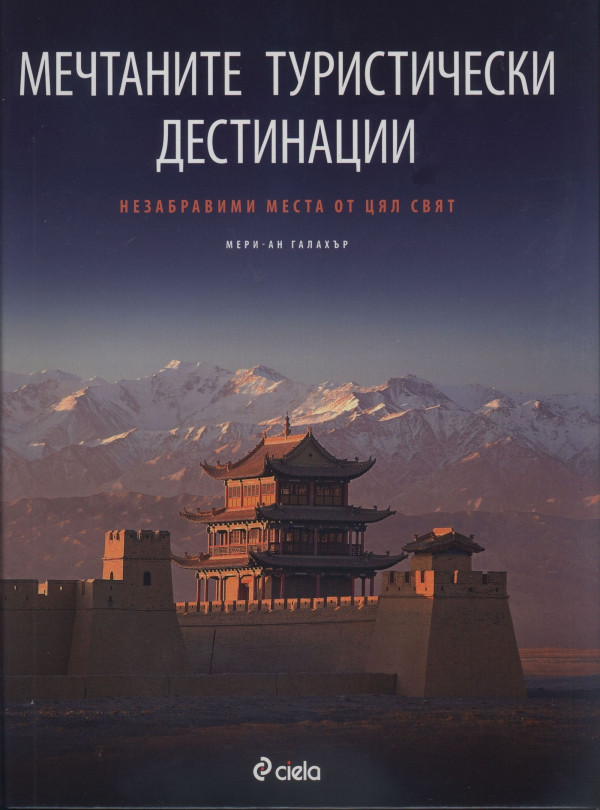 МЕЧТАНИТЕ ТУРИСТИЧЕСКИ
ДЕСТИНАЦИИ
НЕЗАБРАВИМИ МЕСТА ОТ ЦЯЛ СВЯТ
МЕРИ-АН ГАЛАХЪР
ciela